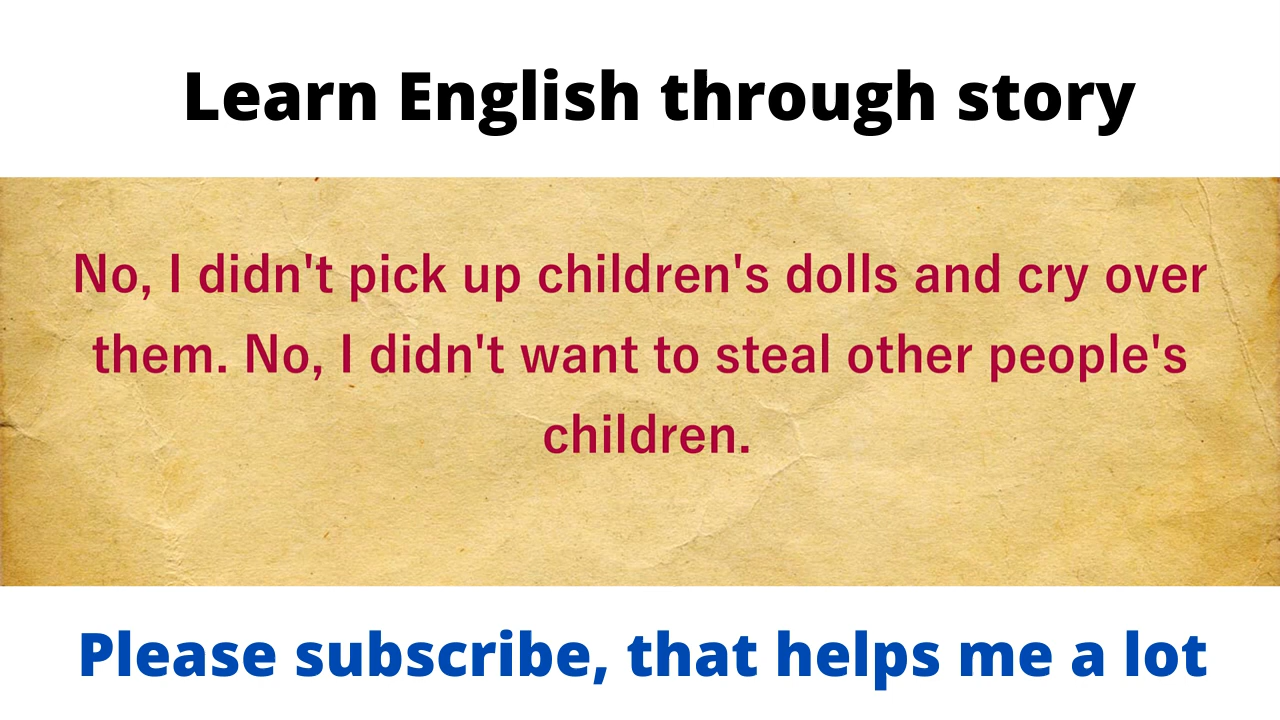 Learn English through story
No, I didn't pick up children's dolls and cry over
them. No, I didn't want to steal other people's
children.
Please subscribe, that helps me a lot